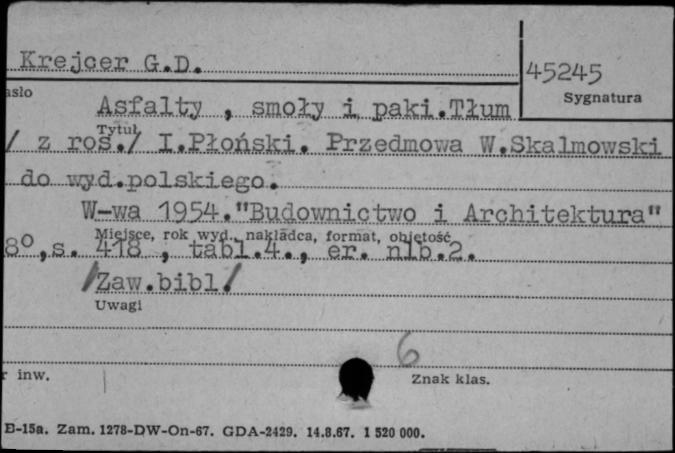 Krejcer G.D.
45245
asło
Sygnatura
Asfalty , smoły i paki.Tłum
Tytuł
/ z ros./ I.Płoński. Przedmowa W.Skalmowski
do wyd.polskiego.
W-wa 1954."Budownictwo i Architektura"
Miejsce, rok wyd., nakładca, format, objętość
8⁰,s. 418 , tabl.4., er. nlb.2.
/Zaw.bibl/
Uwagi
6
r inw.
Znak klas.
E-15a. Zam. 1278-DW-On-67. GDA-2429. 14.8.67. 1 520 000.